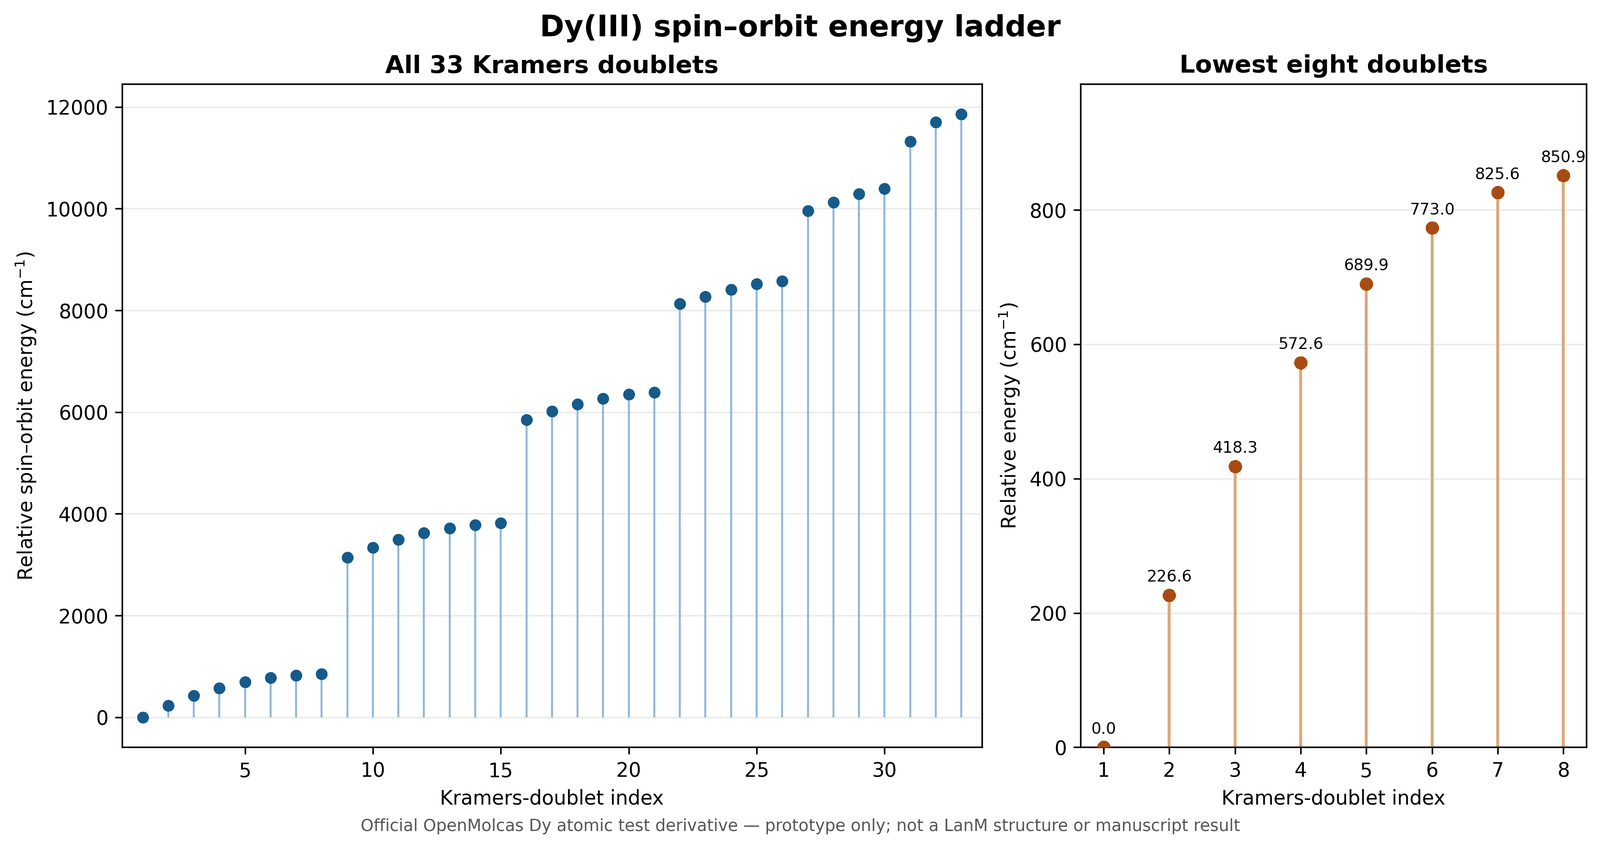 Dy(III) spin–orbit energy ladder
All 33 Kramers doublets
Relative spin–orbit energy (cm⁻¹)
12000
10000
8000
6000
4000
2000
0
5 10 15 20 25 30
Kramers-doublet index
Lowest eight doublets
Relative energy (cm⁻¹)
800
600
400
200
0
0.0
226.6
418.3
572.6
689.9
773.0
825.6
850.9
1 2 3 4 5 6 7 8
Kramers-doublet index
Official OpenMolcas Dy atomic test derivative — prototype only; not a LanM structure or manuscript result